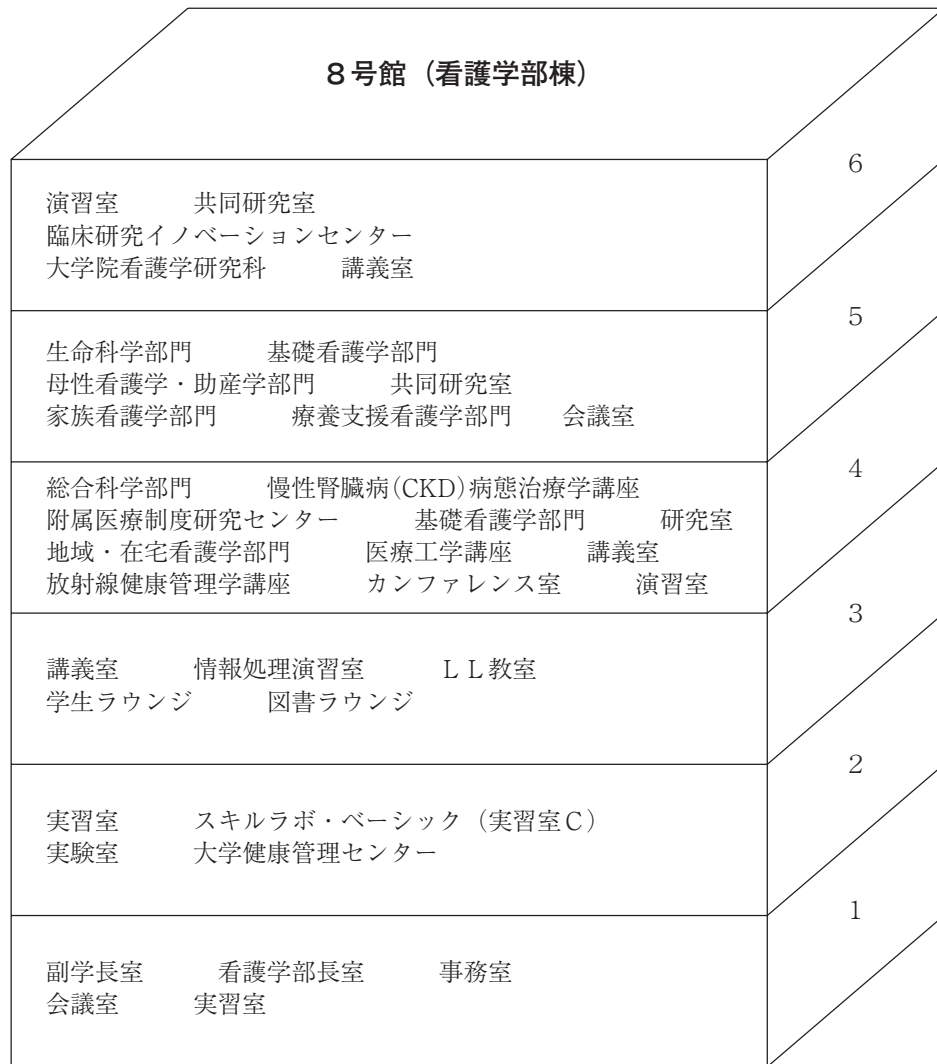 8号館（看護学部棟）
6
演習室　　　共同研究室
臨床研究イノベーションセンター
大学院看護学研究科　　　講義室
5
生命科学部門　　　基礎看護学部門
母性看護学・助産学部門　　　共同研究室
家族看護学部門　　　療養支援看護学部門　　会議室
4
総合科学部門　　　慢性腎臓病(CKD)病態治療学講座
附属医療制度研究センター　　　基礎看護学部門　　　研究室
地域・在宅看護学部門　　　医療工学講座　　　講義室
放射線健康管理学講座　　　カンファレンス室　　　演習室
3
講義室　　　情報処理演習室　　　ＬＬ教室
学生ラウンジ　　　図書ラウンジ
2
実習室　　　スキルラボ・ベーシック（実習室Ｃ）
実験室　　　大学健康管理センター
1
副学長室　　　看護学部長室　　　事務室
会議室　　　実習室